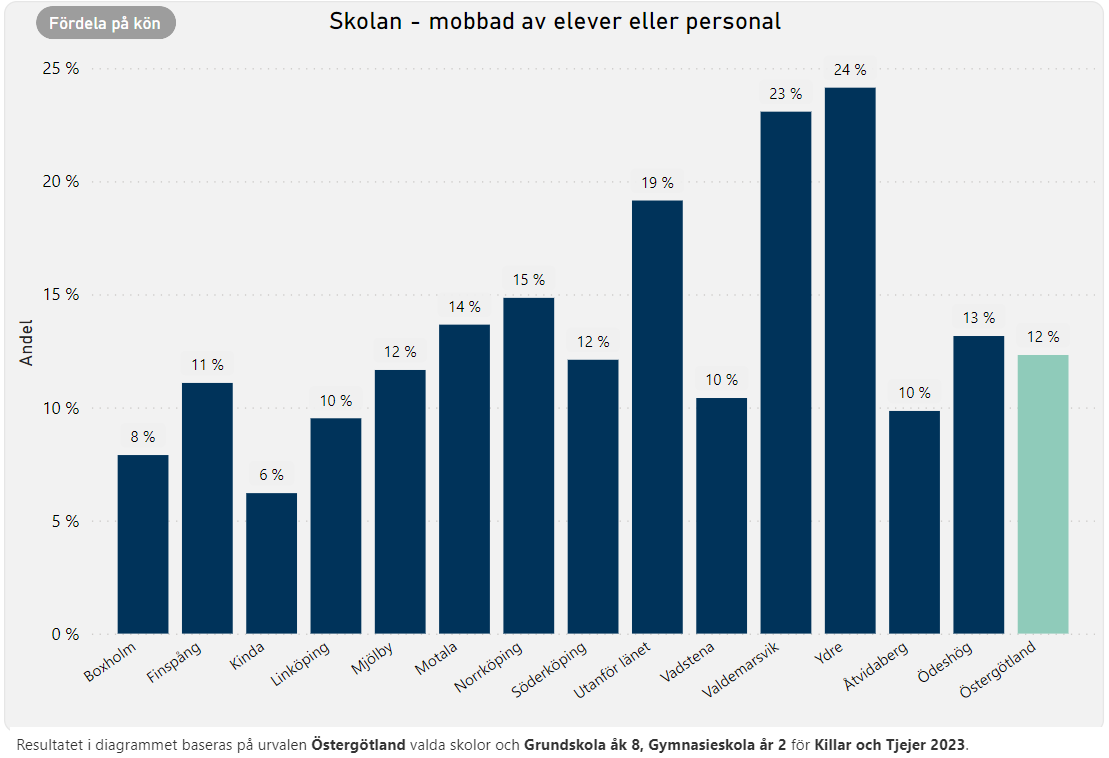 Fördela på kön
Skolan - mobbad av elever eller personal
Andel
25 %
20 %
15 %
10 %
5 %
0 %
8 %
11 %
6 %
10 %
12 %
14 %
15 %
12 %
19 %
10 %
23 %
24 %
10 %
13 %
12 %
Boxholm
Finspång
Kinda
Linköping
Mjölby
Motala
Norrköping
Söderköping
Utanför länet
Vadstena
Valdemarsvik
Ydre
Åtvidaberg
Ödeshög
Östergötland
Resultatet i diagrammet baseras på urvalen Östergötland valda skolor och Grundskola åk 8, Gymnasieskola år 2 för Killar och Tjejer 2023.